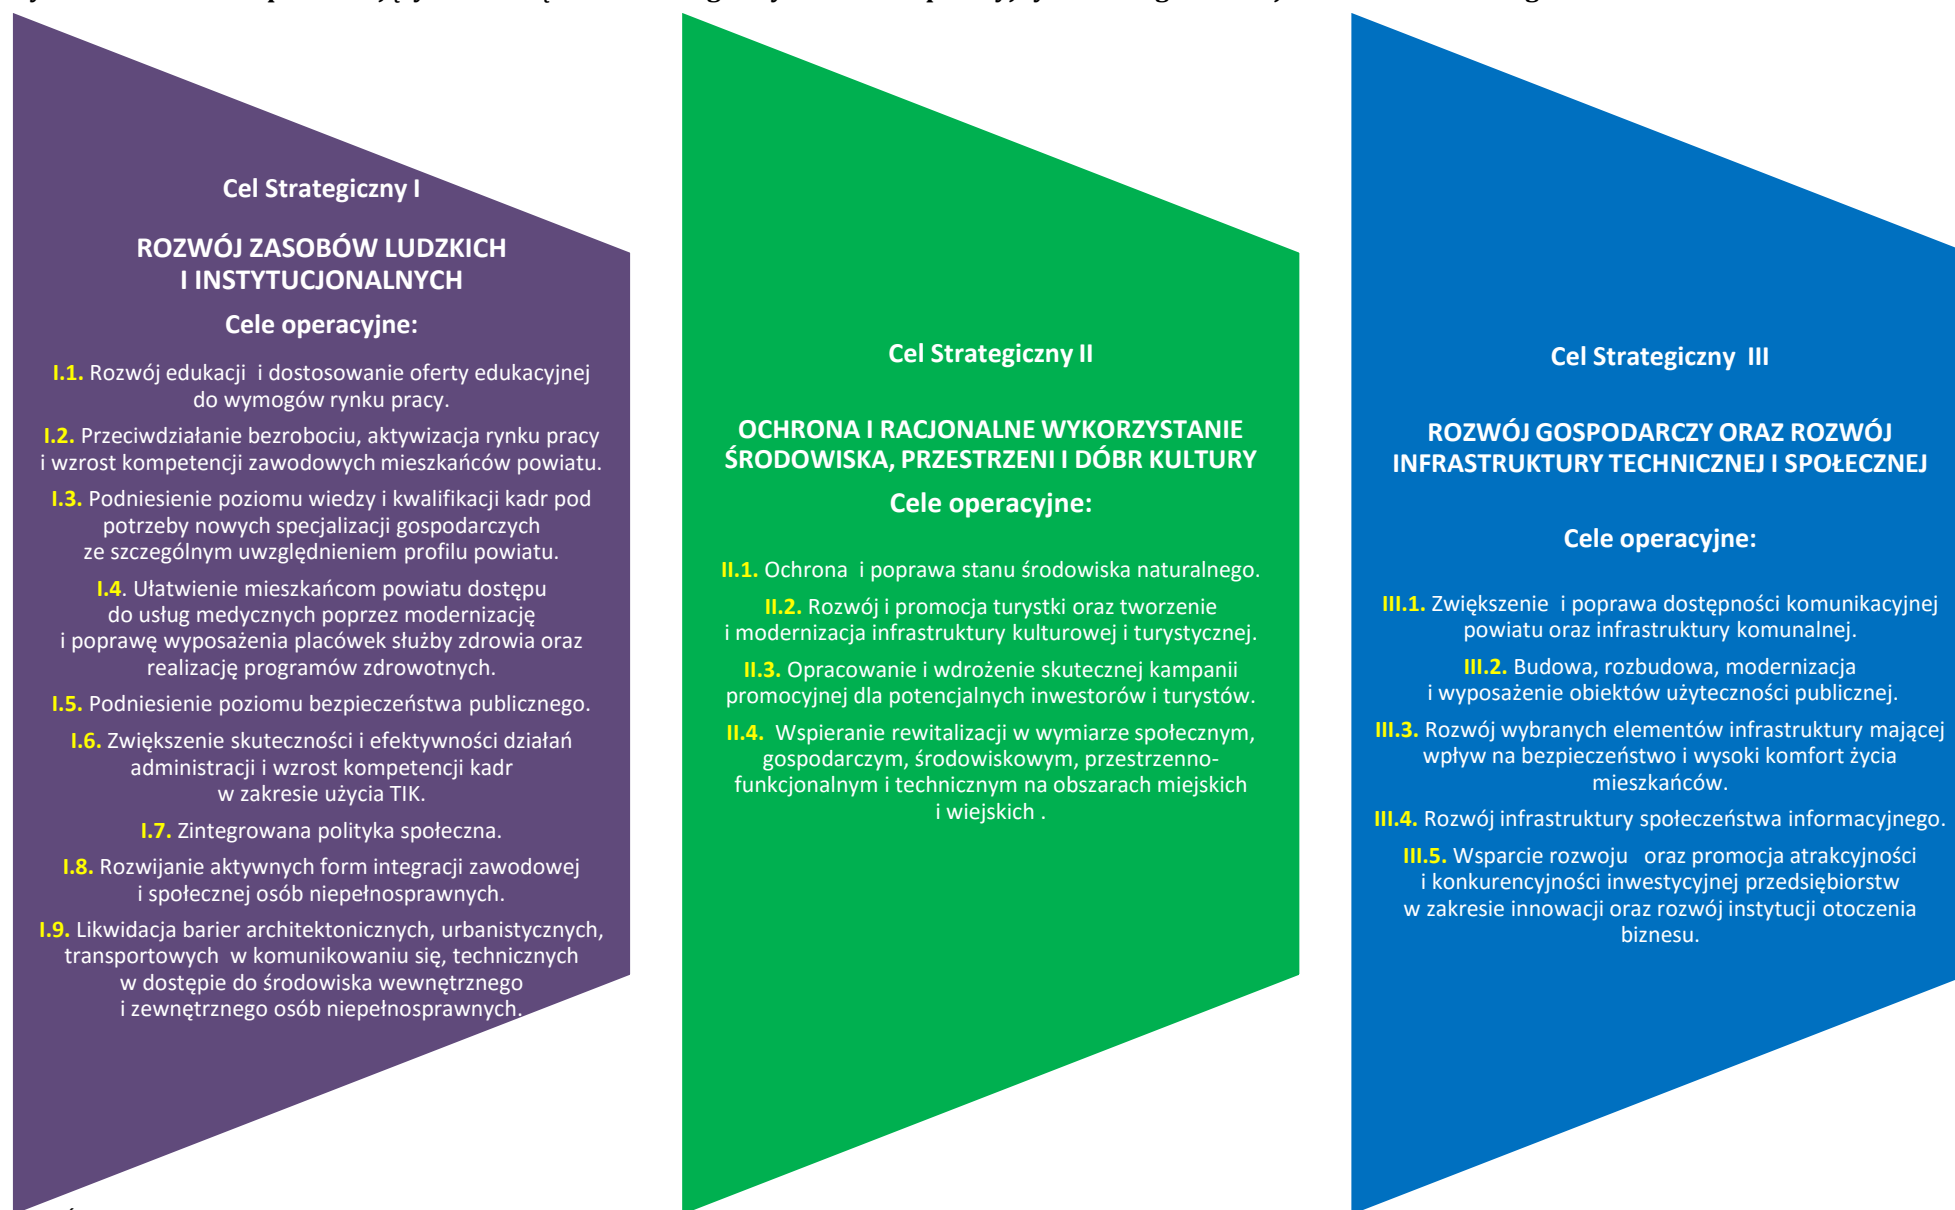 Cel Strategiczny I
ROZWÓJ ZASOBÓW LUDZKICH
I INSTYTUCJONALNYCH
Cele operacyjne:
I.1. Rozwój edukacji i dostosowanie oferty edukacyjnej
do wymogów rynku pracy.
I.2. Przeciwdziałanie bezrobociu, aktywizacja rynku pracy
i wzrost kompetencji zawodowych mieszkańców powiatu.
I.3. Podniesienie poziomu wiedzy i kwalifikacji kadr pod
potrzeby nowych specjalizacji gospodarczych
ze szczególnym uwzględnieniem profilu powiatu.
I.4. Ułatwienie mieszkańcom powiatu dostępu
do usług medycznych poprzez modernizację
i poprawę wyposażenia placówek służby zdrowia oraz
realizację programów zdrowotnych.
I.5. Podniesienie poziomu bezpieczeństwa publicznego.
I.6. Zwiększenie skuteczności i efektywności działań
administracji i wzrost kompetencji kadr
w zakresie użycia TIK.
I.7. Zintegrowana polityka społeczna.
I.8. Rozwijanie aktywnych form integracji zawodowej
i społecznej osób niepełnosprawnych.
I.9. Likwidacja barier architektonicznych, urbanistycznych,
transportowych w komunikowaniu się, technicznych
w dostępie do środowiska wewnętrznego
i zewnętrznego osób niepełnosprawnych.
Cel Strategiczny II
OCHRONA I RACJONALNE WYKORZYSTANIE
ŚRODOWISKA, PRZESTRZENI I DÓBR KULTURY
Cele operacyjne:
II.1. Ochrona i poprawa stanu środowiska naturalnego.
II.2. Rozwój i promocja turystki oraz tworzenie
i modernizacja infrastruktury kulturowej i turystycznej.
II.3. Opracowanie i wdrożenie skutecznej kampanii
promocyjnej dla potencjalnych inwestorów i turystów.
II.4. Wspieranie rewitalizacji w wymiarze społecznym,
gospodarczym, środowiskowym, przestrzenno-
funkcjonalnym i technicznym na obszarach miejskich
i wiejskich .
Cel Strategiczny III
ROZWÓJ GOSPODARCZY ORAZ ROZWÓJ
INFRASTRUKTURY TECHNICZNEJ I SPOŁECZNEJ
Cele operacyjne:
III.1. Zwiększenie i poprawa dostępności komunikacyjnej
powiatu oraz infrastruktury komunalnej.
III.2. Budowa, rozbudowa, modernizacja
i wyposażenie obiektów użyteczności publicznej.
III.3. Rozwój wybranych elementów infrastruktury mającej
wpływ na bezpieczeństwo i wysoki komfort życia
mieszkańców.
III.4. Rozwój infrastruktury społeczeństwa informacyjnego.
III.5. Wsparcie rozwoju oraz promocja atrakcyjności
i konkurencyjności inwestycyjnej przedsiębiorstw
w zakresie innowacji oraz rozwój instytucji otoczenia
biznesu.